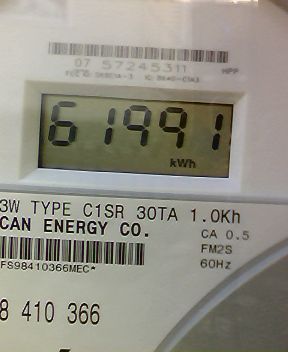 07 57245311
HPP
61991
kWh
3W TYPE C1SR 30TA 1.0Kh
CAN ENERGY CO.
CA 0.5
FM2S
60Hz
FS98410366MEC*
8 410 366